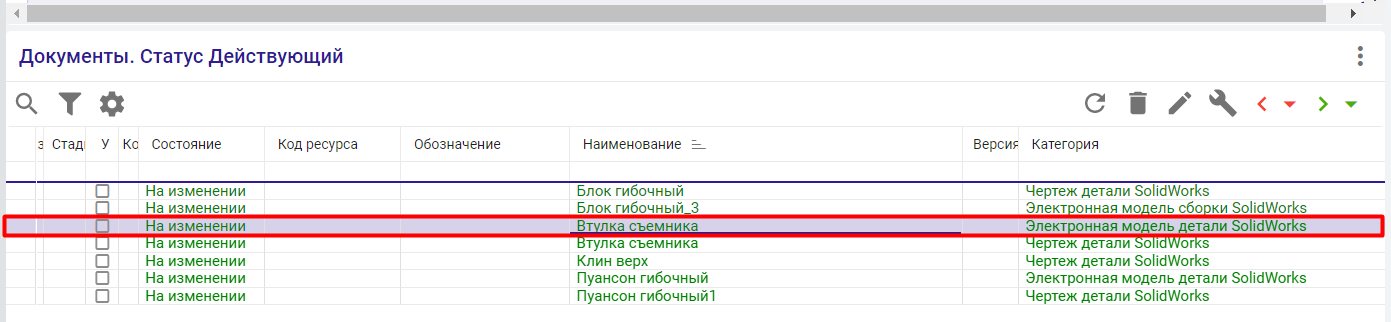 Документы. Статус Действующий
з Стади У Ко Состояние Код ресурса Обозначение Наименование Версия Категория
На изменении Блок гибочный Чертеж детали SolidWorks
На изменении Блок гибочный_3 Электронная модель сборки SolidWorks
На изменении Втулка съемника Электронная модель детали SolidWorks
На изменении Втулка съемника Чертеж детали SolidWorks
На изменении Клин верх Чертеж детали SolidWorks
На изменении Пуансон гибочный Электронная модель детали SolidWorks
На изменении Пуансон гибочный1 Чертеж детали SolidWorks